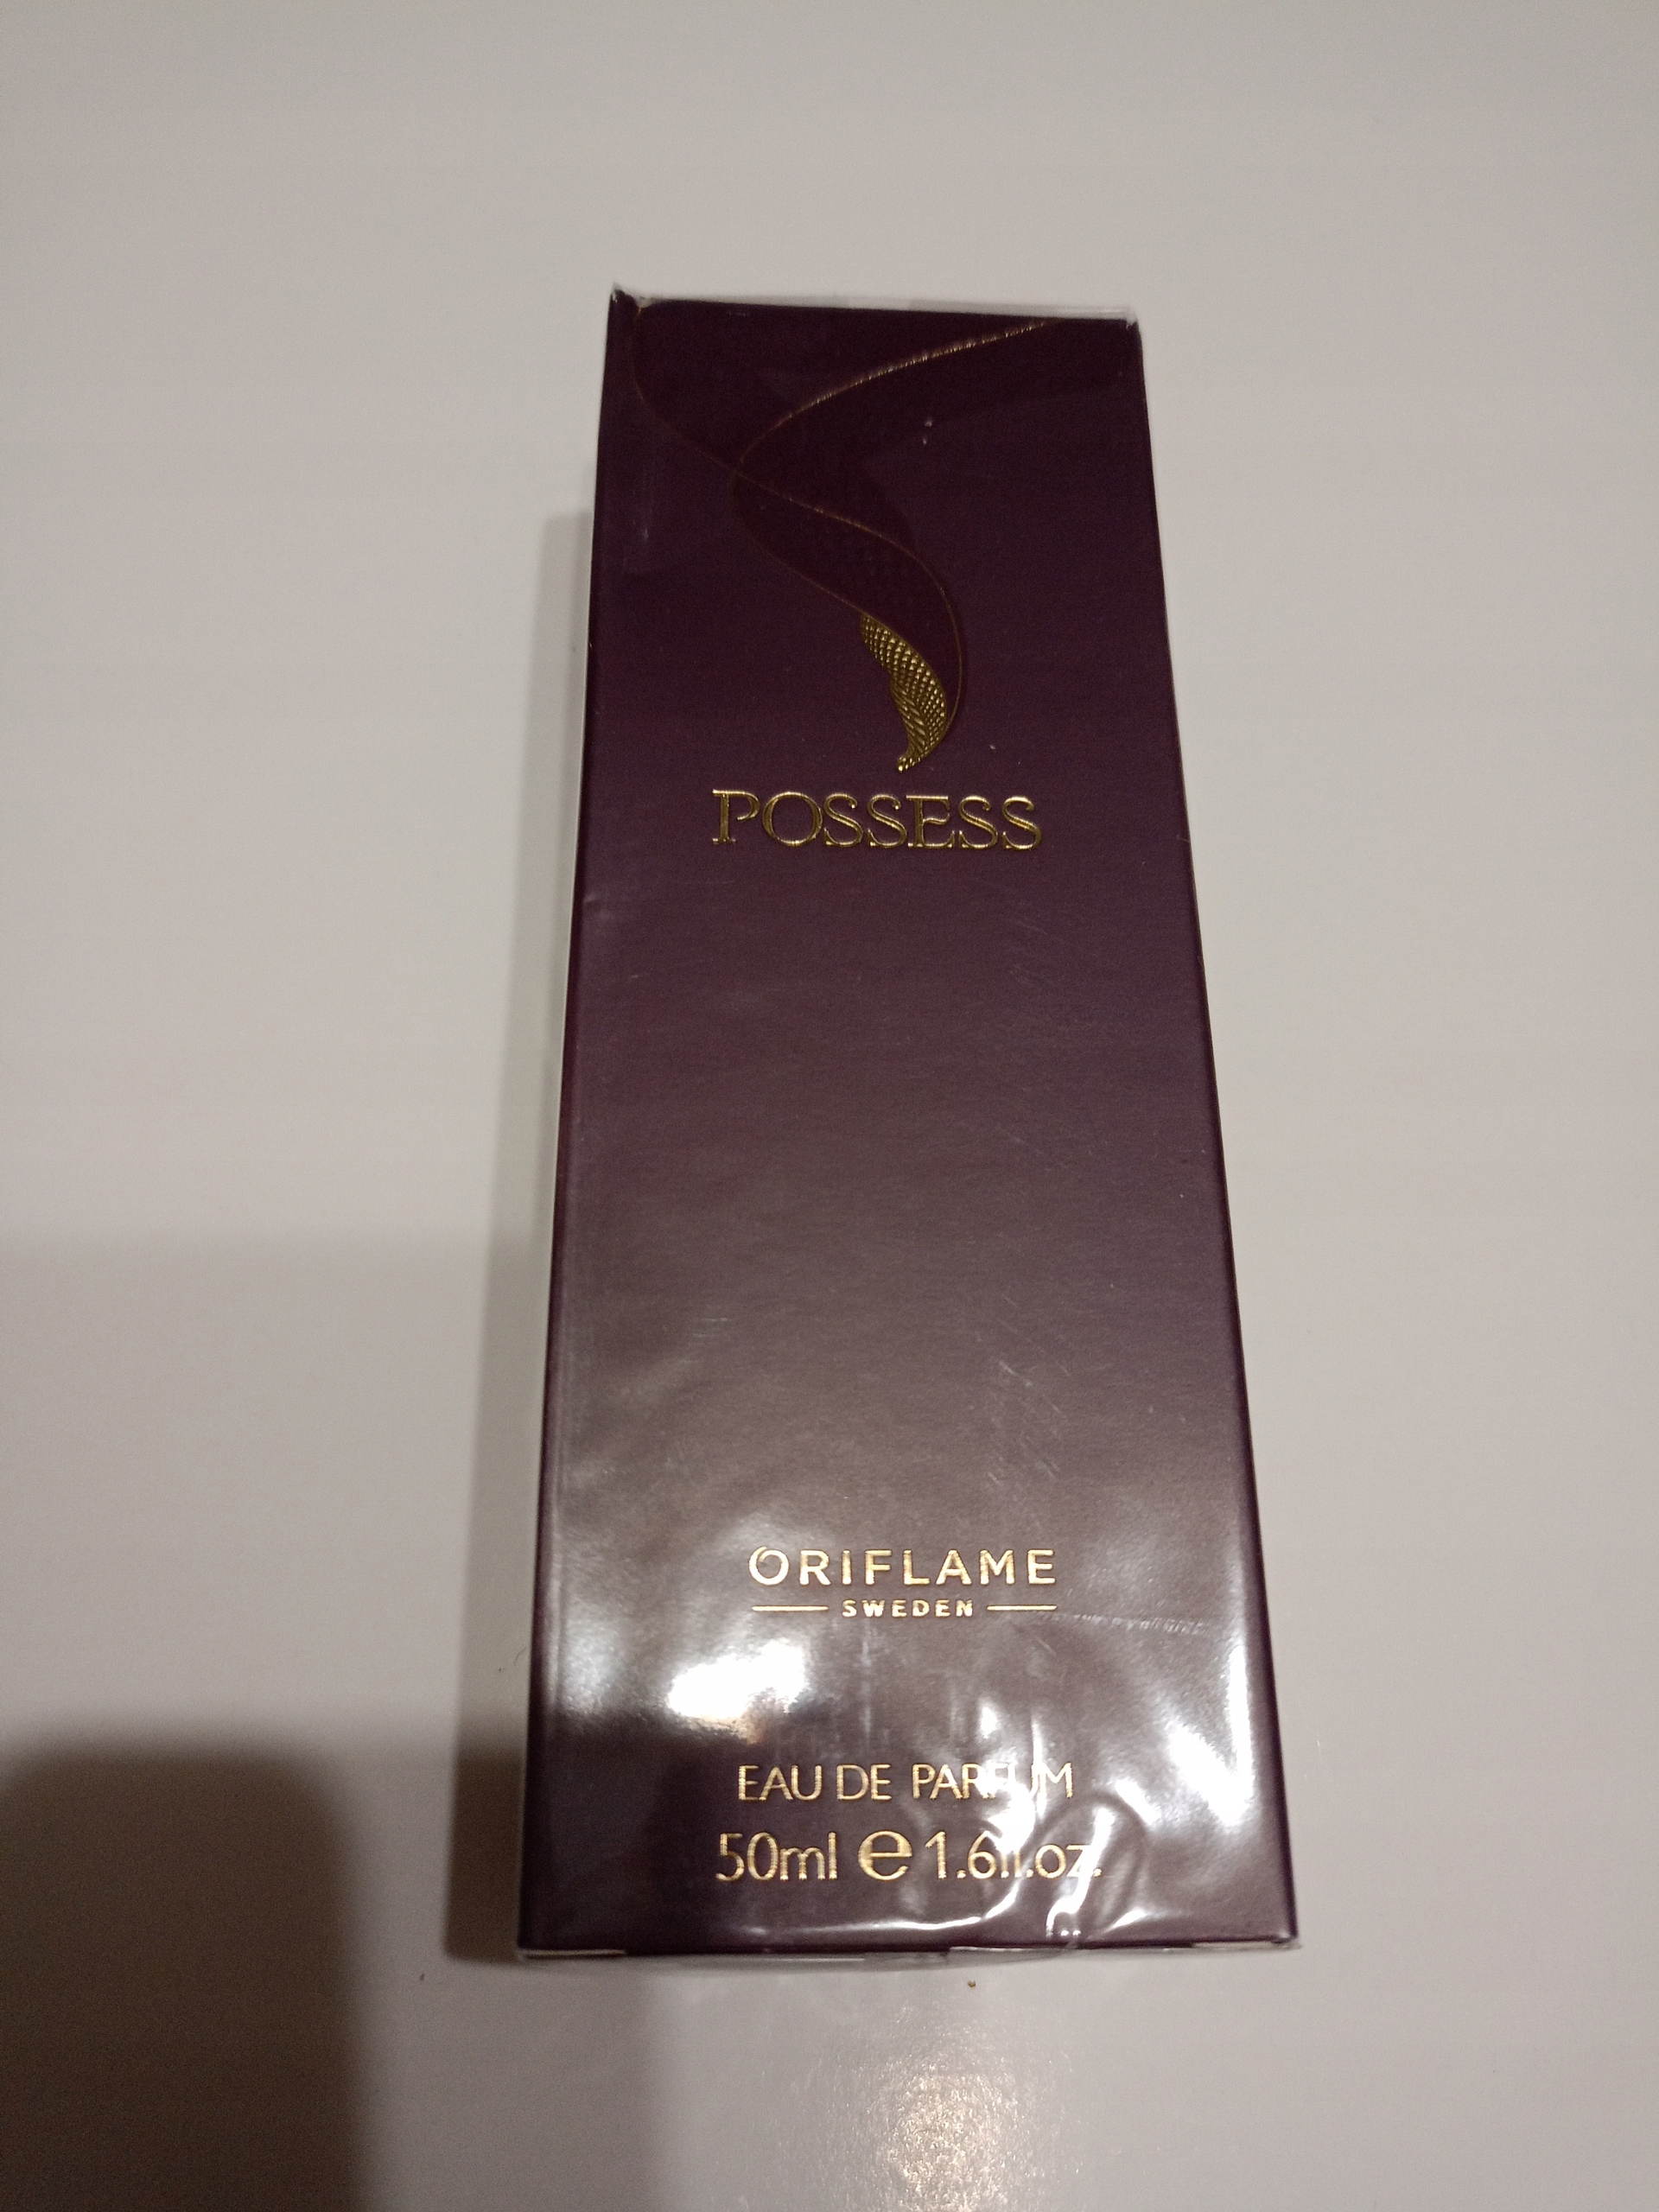 POSSESS
ORIFLAME
SWEDEN
EAU DE PARFUM
50ml e 1.6fl.oz.